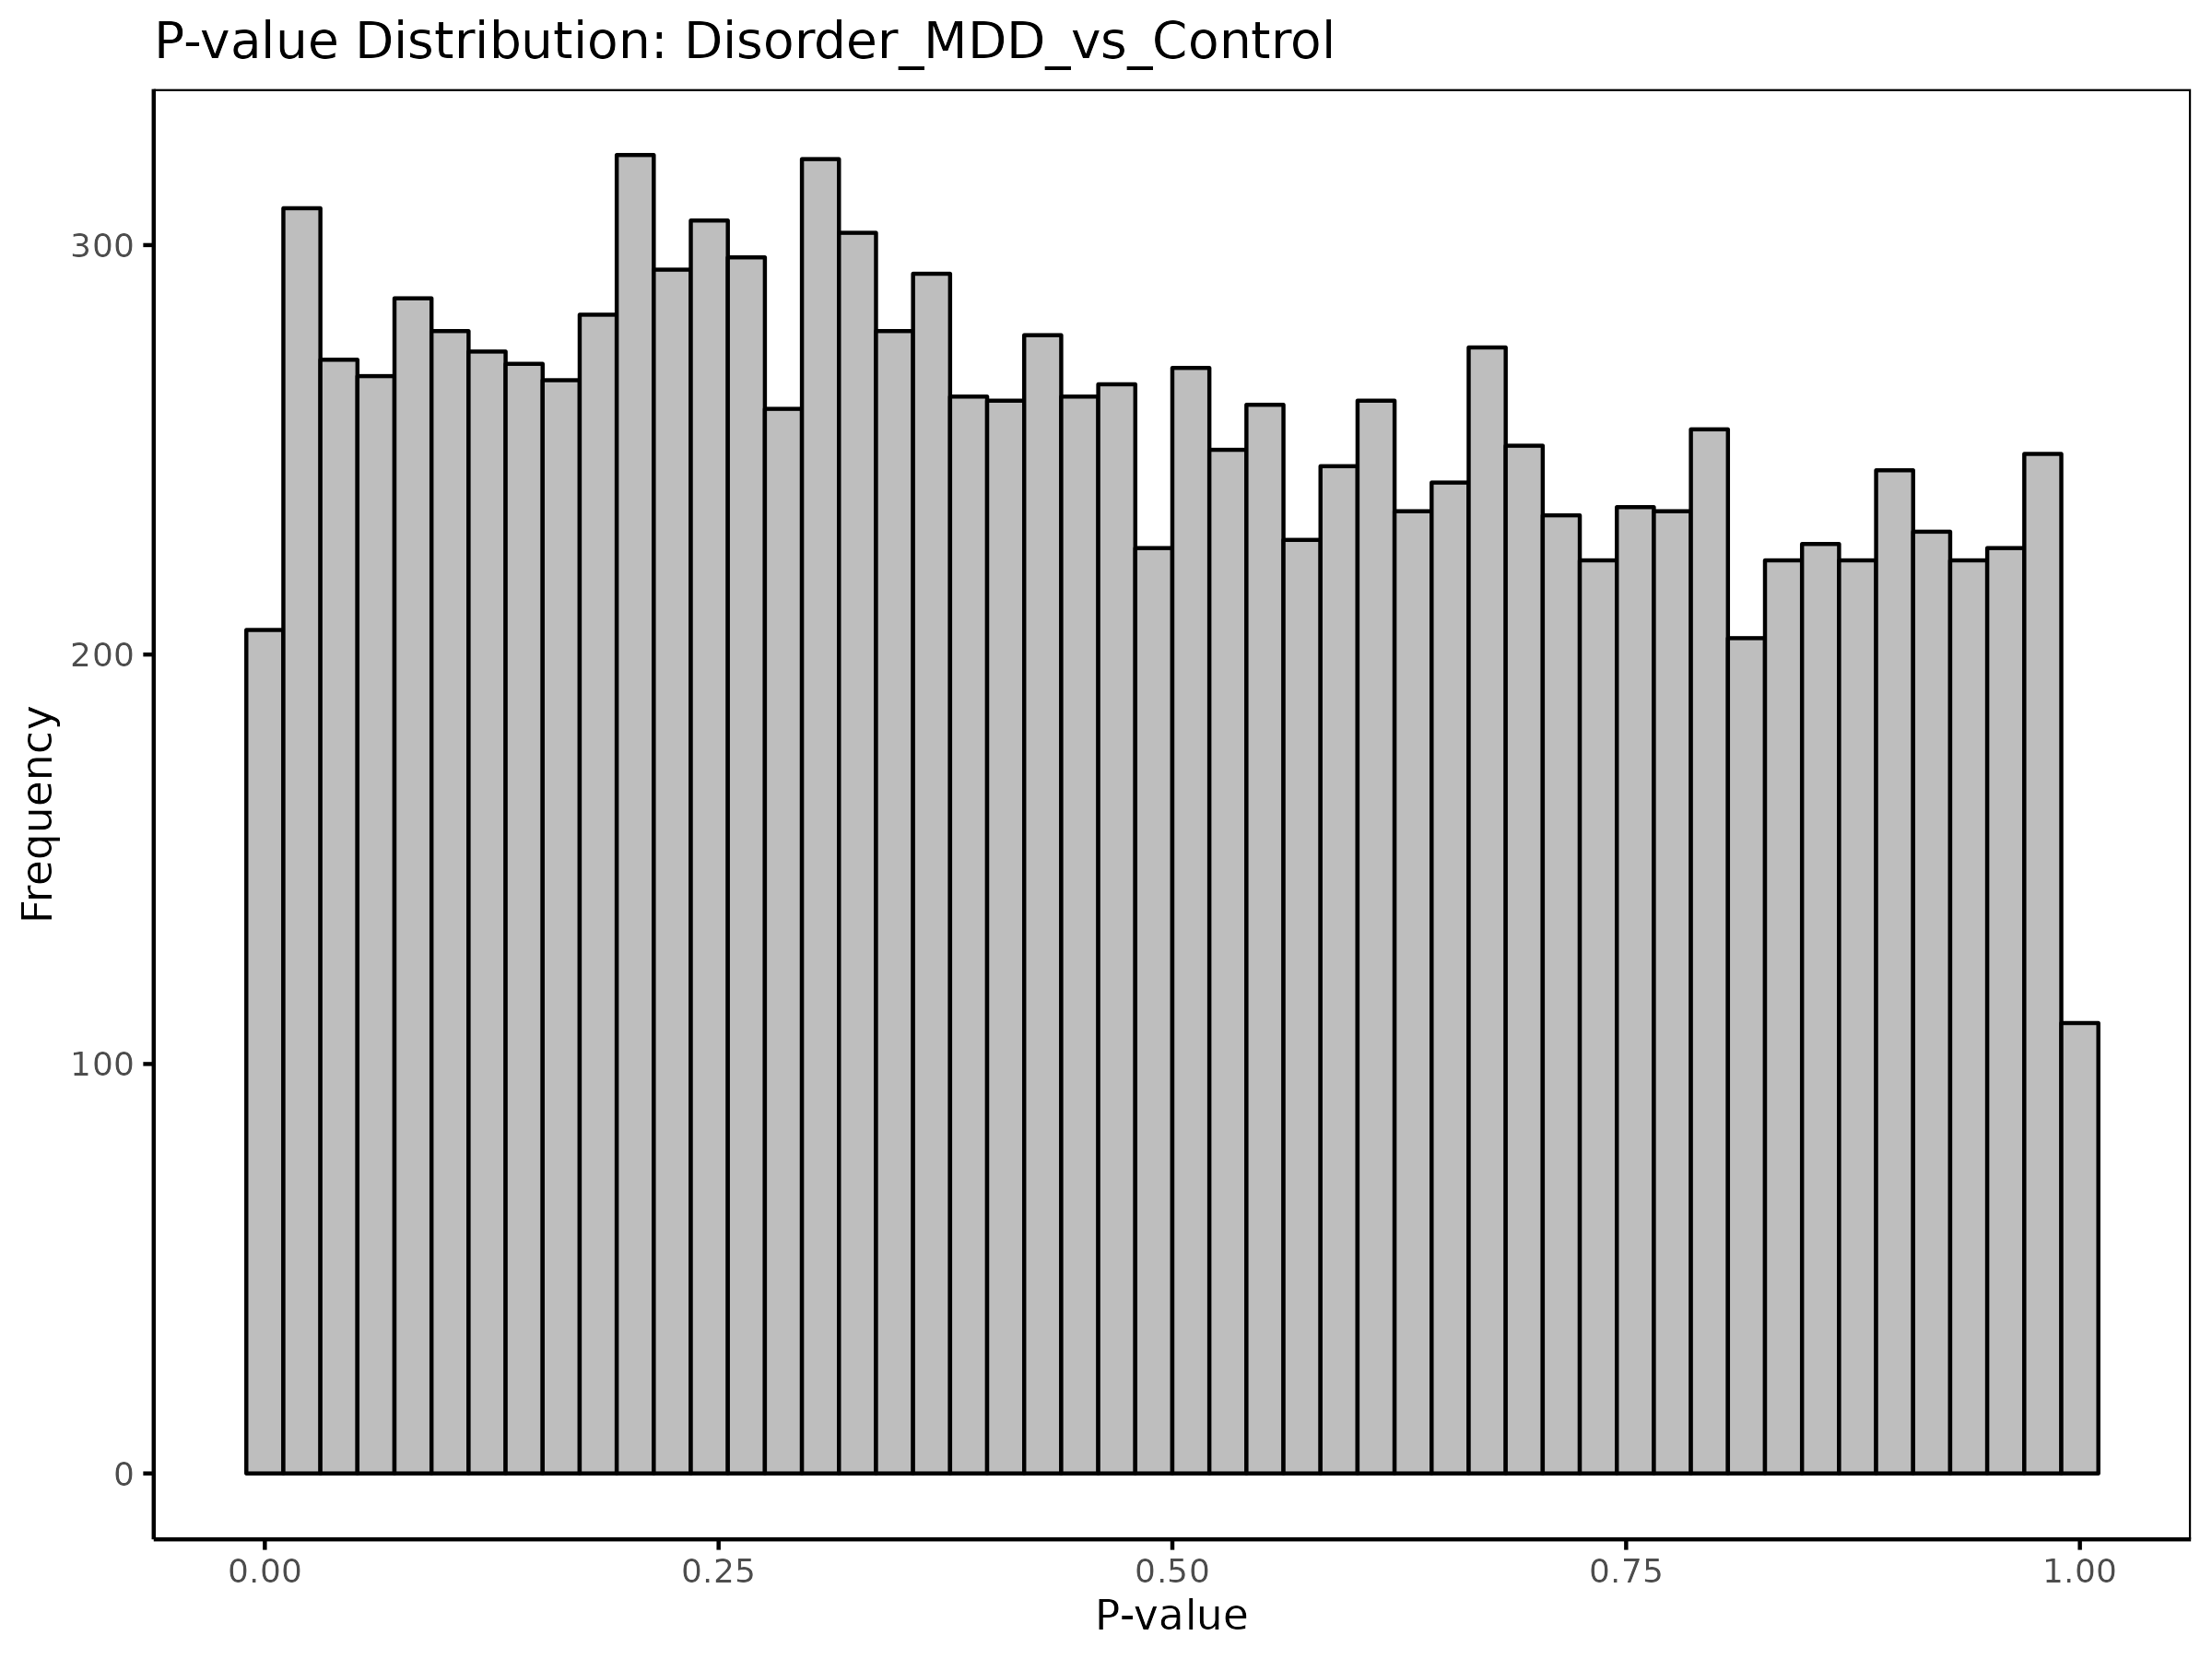 P-value Distribution: Disorder_MDD_vs_Control
Frequency
300
200
100
0
0.00 0.25 0.50 0.75 1.00
P-value